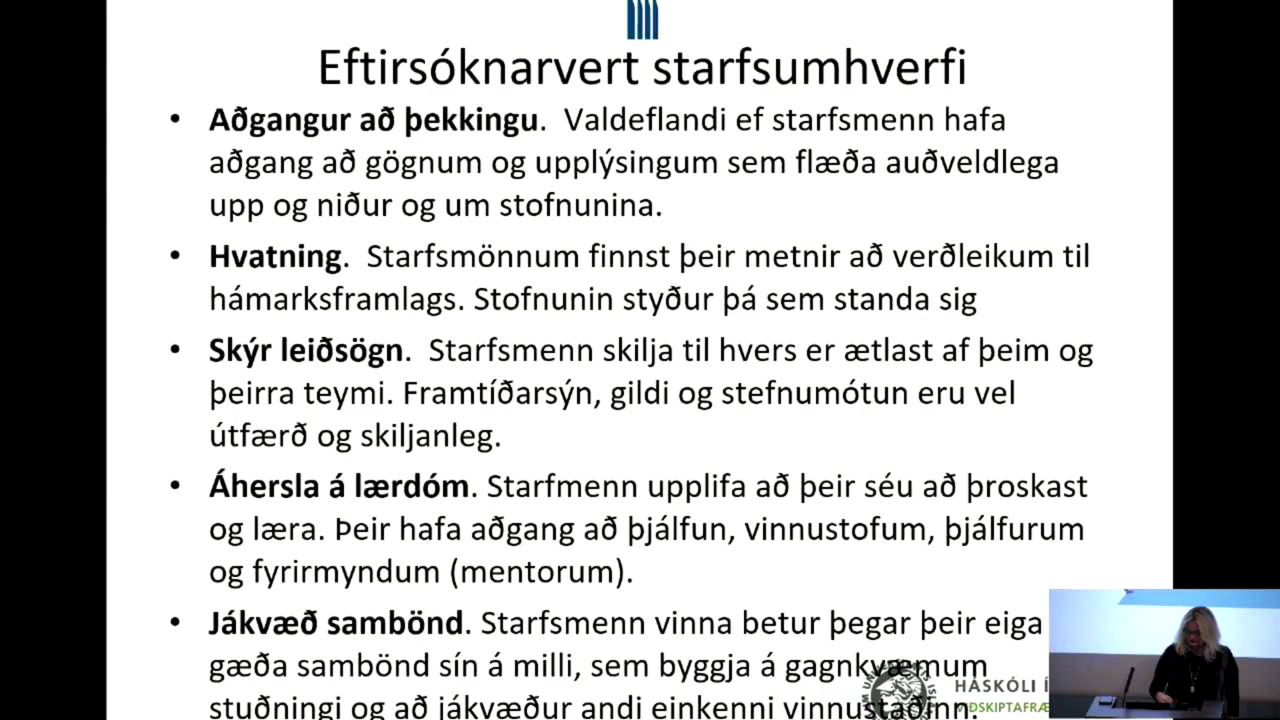 Eftirsóknarvert starfsumhverfi
• Aðgangur að þekkingu. Valdeflandi ef starfsmenn hafa
aðgang að gögnum og upplýsingum sem flæða auðveldlega
upp og niður og um stofnunina.
• Hvatning. Starfsmönnum finnst þeir metnir að verðleikum til
hámarksframlags. Stofnunin styður þá sem standa sig
• Skýr leiðsögn. Starfsmenn skilja til hvers er ætlast af þeim og
þeirra teymi. Framtíðarsýn, gildi og stefnumótun eru vel
útfærð og skiljanleg.
• Áhersla á lærdóm. Starfmenn upplifa að þeir séu að þroskast
og læra. Þeir hafa aðgang að þjálfun, vinnustofum, þjálfurum
og fyrirmyndum (mentorum).
• Jákvæð sambönd. Starfsmenn vinna betur þegar þeir eiga
gæða sambönd sín á milli, sem byggja á gagnkvæmum
stuðningi og að jákvæður andi einkenni vinnustaðinn.
HÁSKÓLI Í